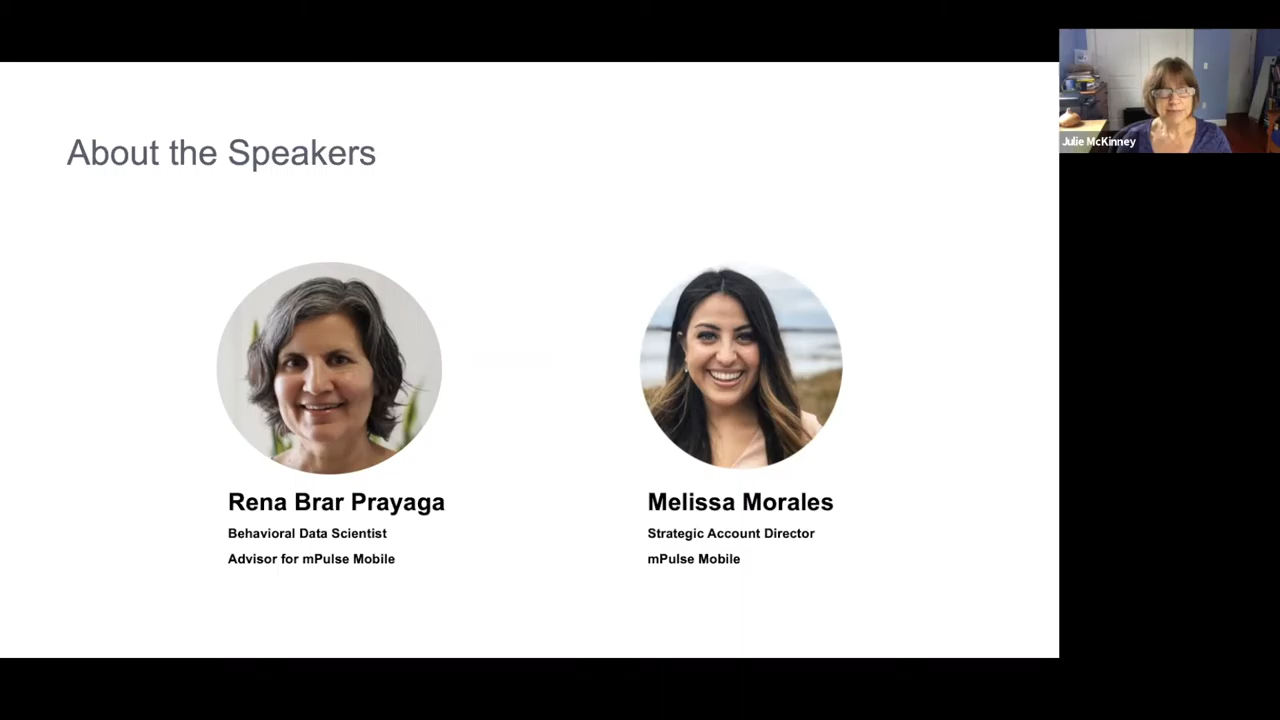 About the Speakers
Julie McKinney
Rena Brar Prayaga
Behavioral Data Scientist
Advisor for mPulse Mobile
Melissa Morales
Strategic Account Director
mPulse Mobile